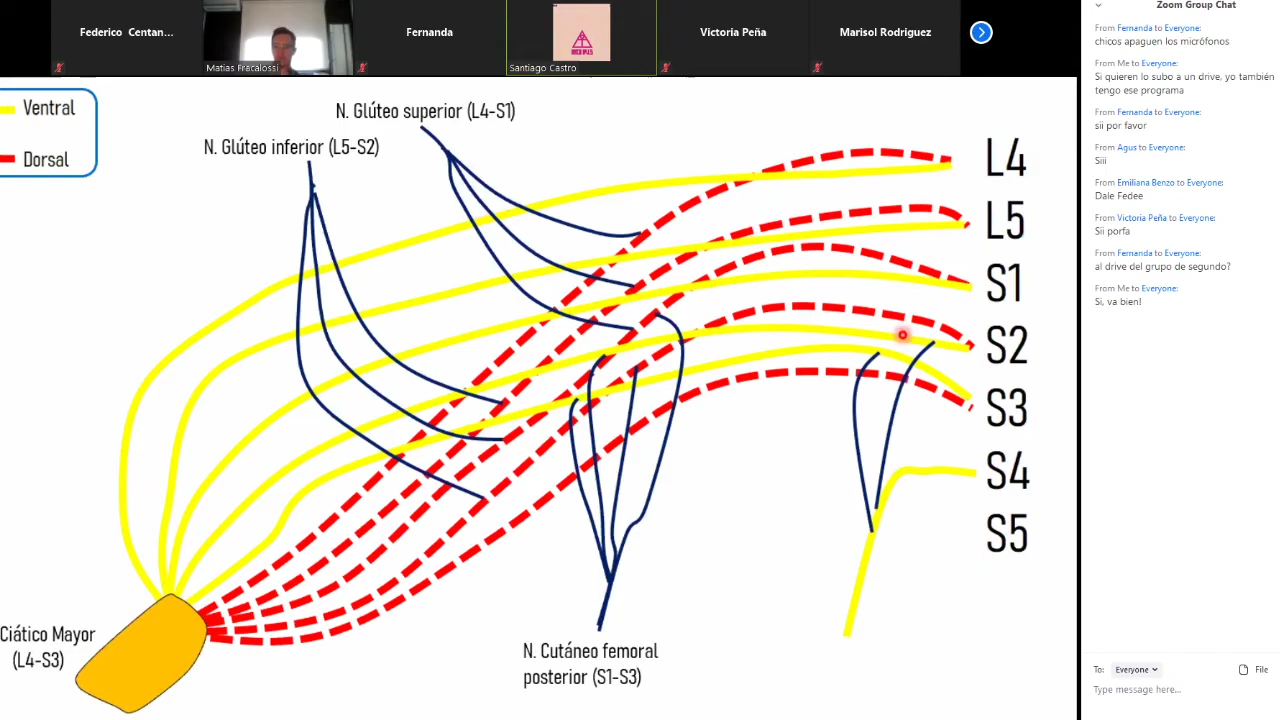 Federico Centan...
Matías Fracalossi
Fernanda
Santiago Castro
Victoria Peña
Marisol Rodriguez
Ventral
Dorsal
N. Glúteo superior (L4-S1)
N. Glúteo inferior (L5-S2)
L4
L5
S1
S2
S3
S4
S5
Ciático Mayor
(L4-S3)
N. Cutáneo femoral
posterior (S1-S3)
Zoom Group Chat
From Fernanda to Everyone:
chicos apaguen los micrófonos
From Me to Everyone:
Si quieren lo subo a un drive, yo también
tengo ese programa
From Fernanda to Everyone:
sii por favor
From Agus to Everyone:
Siii
From Emiliana Benzo to Everyone:
Dale Fedee
From Victoria Peña to Everyone:
Sii porfa
From Fernanda to Everyone:
al drive del grupo de segundo?
From Me to Everyone:
Si, va bien!
To: Everyone
File
Type message here...